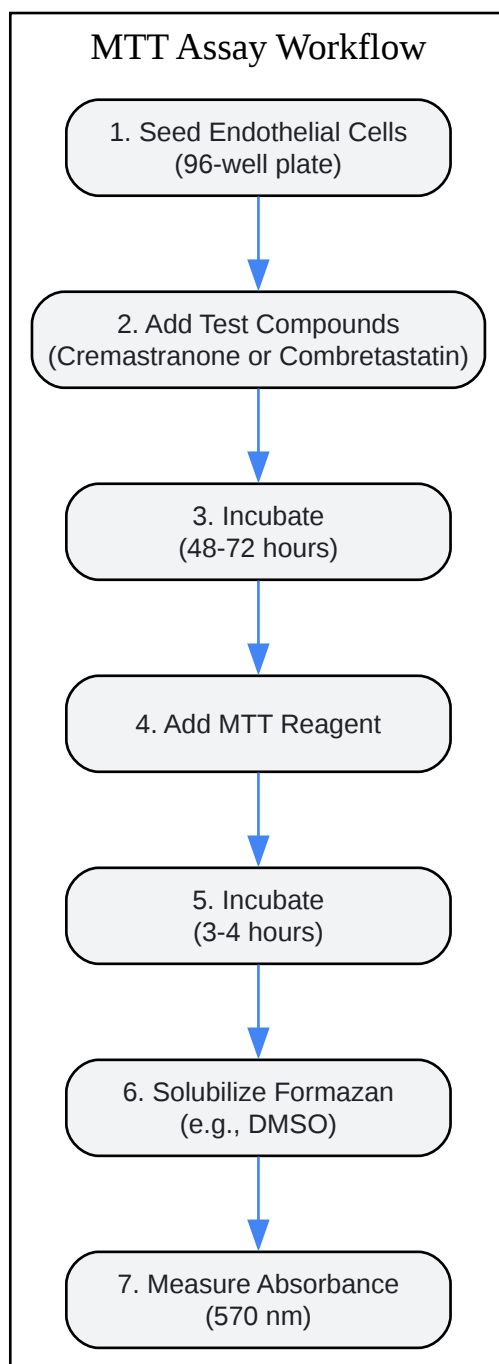 MTT Assay Workflow
1. Seed Endothelial Cells
(96-well plate)
2. Add Test Compounds
(Cremastranone or Combretastatin)
3. Incubate
(48-72 hours)
4. Add MTT Reagent
5. Incubate
(3-4 hours)
6. Solubilize Formazan
(e.g., DMSO)
7. Measure Absorbance
(570 nm)